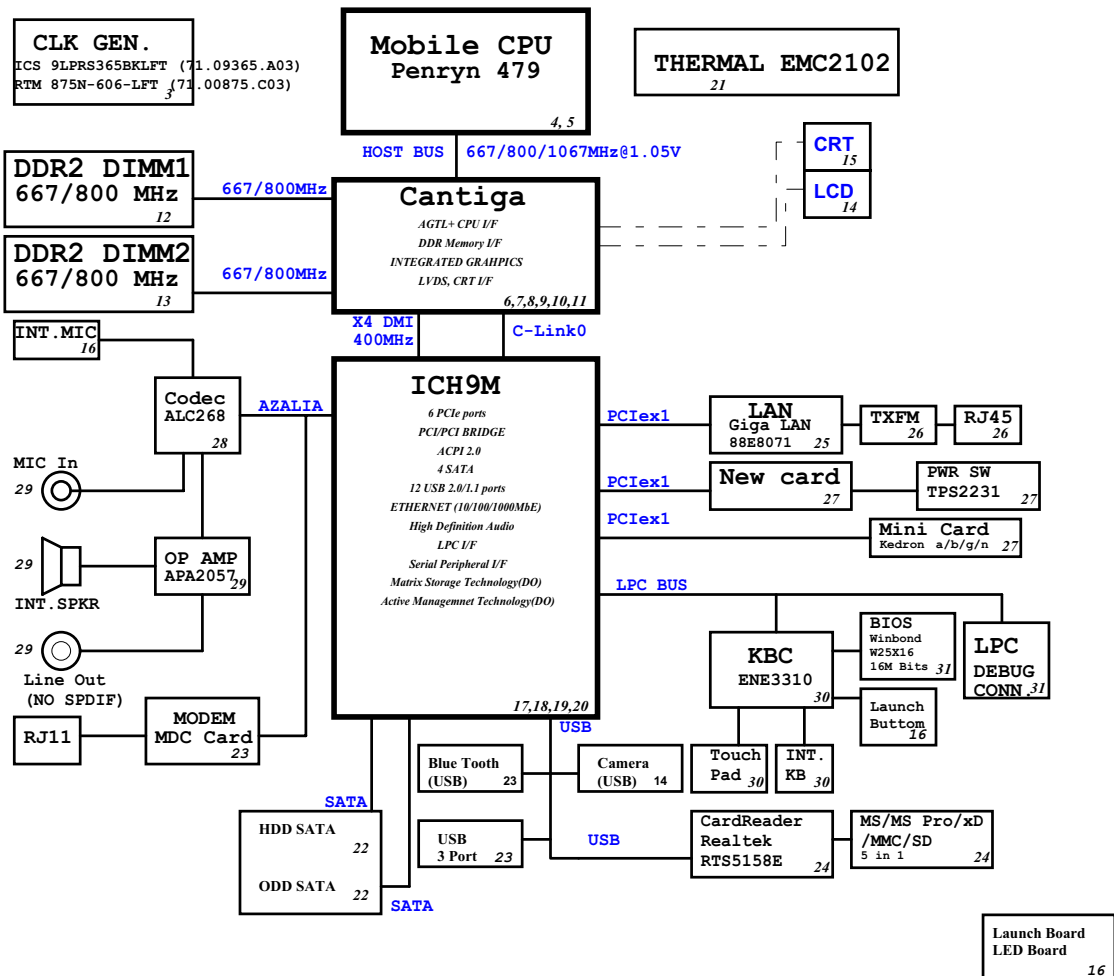 CLK GEN.
ICS 9LPRS365BKLFT (71.09365.A03)
RTM 875N-606-LFT (71.00875.C03)
3
Mobile CPU
Penryn 479
4, 5
THERMAL EMC2102
21
HOST BUS
667/800/1067MHz@1.05V
CRT
15
LCD
14
DDR2 DIMM1
667/800 MHz
12
667/800MHz
DDR2 DIMM2
667/800 MHz
13
667/800MHz
Cantiga
AGTL+ CPU I/F
DDR Memory I/F
INTEGRATED GRAHPICS
LVDS, CRT I/F
6,7,8,9,10,11
X4 DMI
400MHz
C-Link0
INT.MIC
16
Codec
ALC268
28
AZALIA
MIC In
29
OP AMP
APA2057
29
29
INT.SPKR
29
Line Out
(NO SPDIF)
RJ11
MODEM
MDC Card
23
ICH9M
6 PCIe ports
PCI/PCI BRIDGE
ACPI 2.0
4 SATA
12 USB 2.0/1.1 ports
ETHERNET (10/100/1000MbE)
High Definition Audio
LPC I/F
Serial Peripheral I/F
Matrix Storage Technology(DO)
Active Managemnet Technology(DO)
17,18,19,20
PCIex1
LAN
Giga LAN
88E8071
25
TXFM
26
RJ45
26
PCIex1
New card
27
PWR SW
TPS2231
27
PCIex1
Mini Card
Kedron a/b/g/n
27
LPC BUS
KBC
ENE3310
30
BIOS
Winbond
W25X16
16M Bits
31
LPC
DEBUG
CONN.
31
Launch
Buttom
16
Touch
Pad
30
INT.
KB
30
USB
Blue Tooth
(USB)
23
Camera
(USB)
14
USB
3 Port
23
USB
CardReader
Realtek
RTS5158E
24
MS/MS Pro/xD
/MMC/SD
5 in 1
24
SATA
HDD SATA
22
ODD SATA
22
SATA
Launch Board
LED Board
16